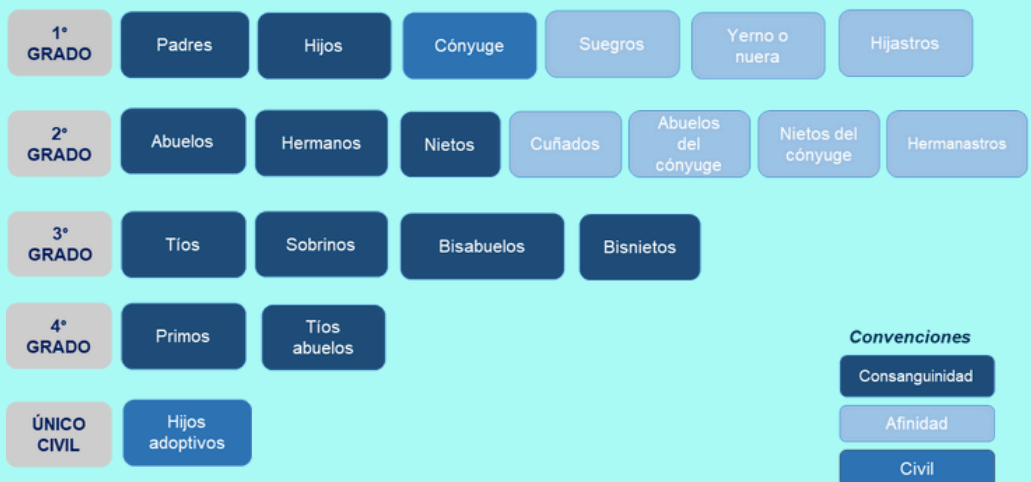 1° GRADO
Padres
Hijos
Cónyuge
Suegros
Yerno o nuera
Hijastros
2° GRADO
Abuelos
Hermanos
Nietos
Cuñados
Abuelos del cónyuge
Nietos del cónyuge
Hermanastros
3° GRADO
Tíos
Sobrinos
Bisabuelos
Bisnietos
4° GRADO
Primos
Tíos abuelos
ÚNICO CIVIL
Hijos adoptivos
Convenciones
Consanguinidad
Afinidad
Civil